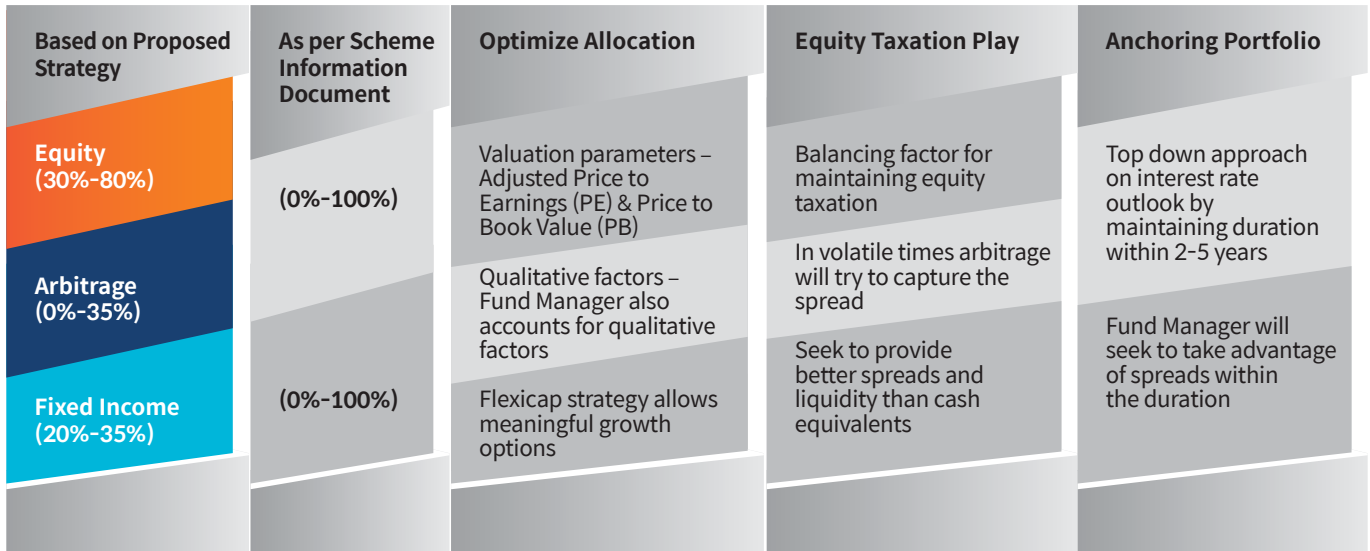 Based on Proposed
Strategy
Equity
(30%-80%)
Arbitrage
(0%-35%)
Fixed Income
(20%-35%)
As per Scheme
Information
Document
(0%-100%)
(0%-100%)
Optimize Allocation
Valuation parameters –
Adjusted Price to
Earnings (PE) & Price to
Book Value (PB)
Qualitative factors –
Fund Manager also
accounts for qualitative
factors
Flexicap strategy allows
meaningful growth
options
Equity Taxation Play
Balancing factor for
maintaining equity
taxation
In volatile times arbitrage
will try to capture the
spread
Seek to provide
better spreads and
liquidity than cash
equivalents
Anchoring Portfolio
Top down approach
on interest rate
outlook by
maintaining duration
within 2-5 years
Fund Manager will
seek to take advantage
of spreads within
the duration